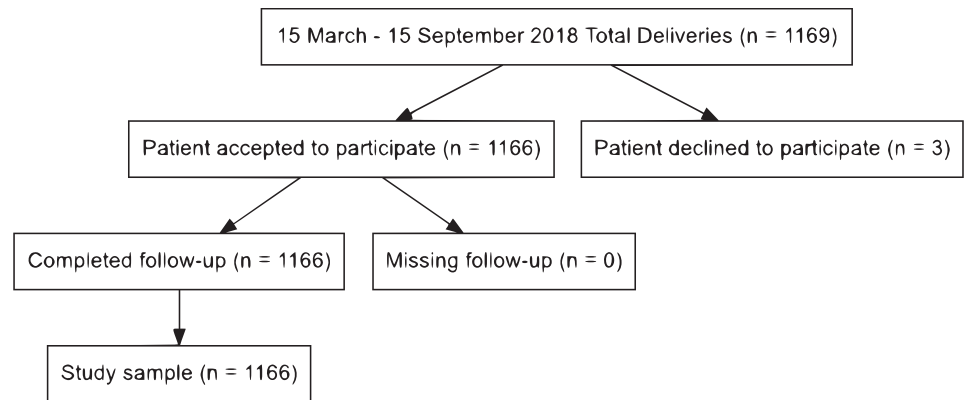 15 March - 15 September 2018 Total Deliveries (n = 1169)
Patient accepted to participate (n = 1166)
Patient declined to participate (n = 3)
Completed follow-up (n = 1166)
Missing follow-up (n = 0)
Study sample (n = 1166)